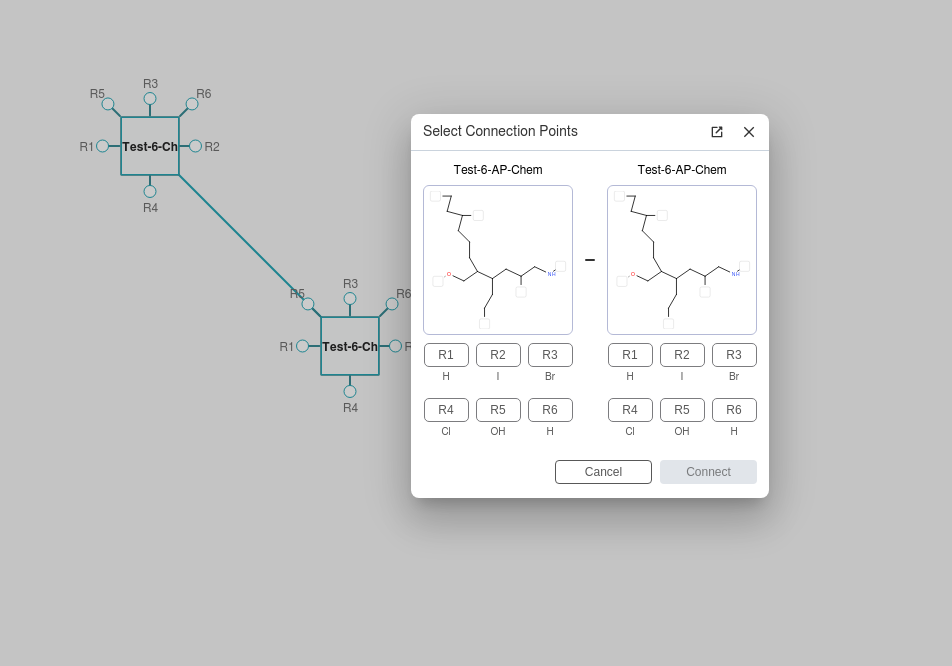 R3
R5
R6
R1
Test-6-Ch
R2
R4
R3
R5
R6
R1
Test-6-Ch
R
R4
Select Connection Points
Test-6-AP-Chem
Test-6-AP-Chem
O
NH
O
NH
R1 R2 R3
H I Br
R4 R5 R6
Cl OH H
R1 R2 R3
H I Br
R4 R5 R6
Cl OH H
Cancel
Connect